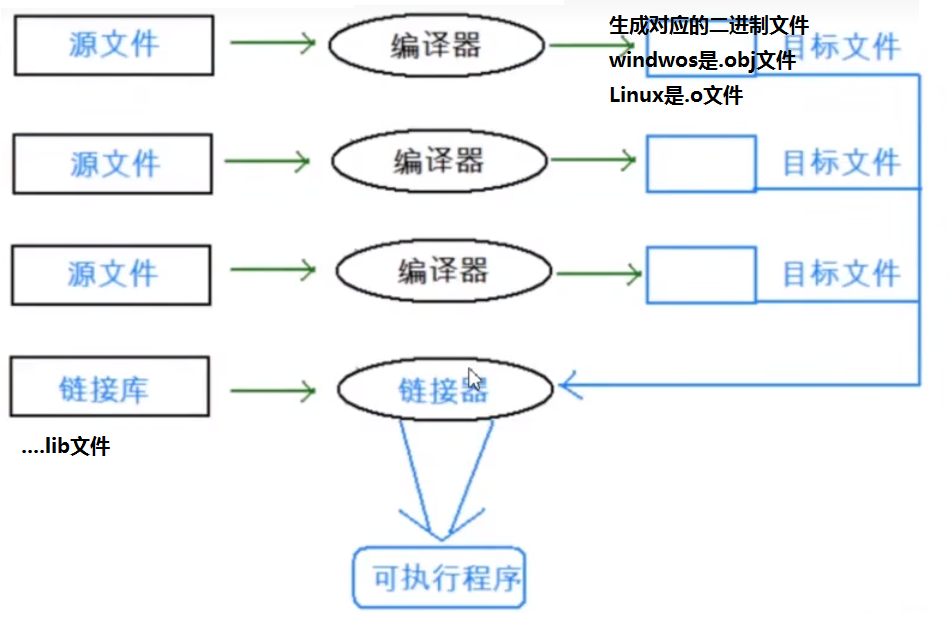 源文件
编译器
生成对应的二进制文件
目标文件
windwos是.obj文件
Linux是.o文件
源文件
编译器
目标文件
源文件
编译器
目标文件
链接库
链接器
....lib文件
可执行程序